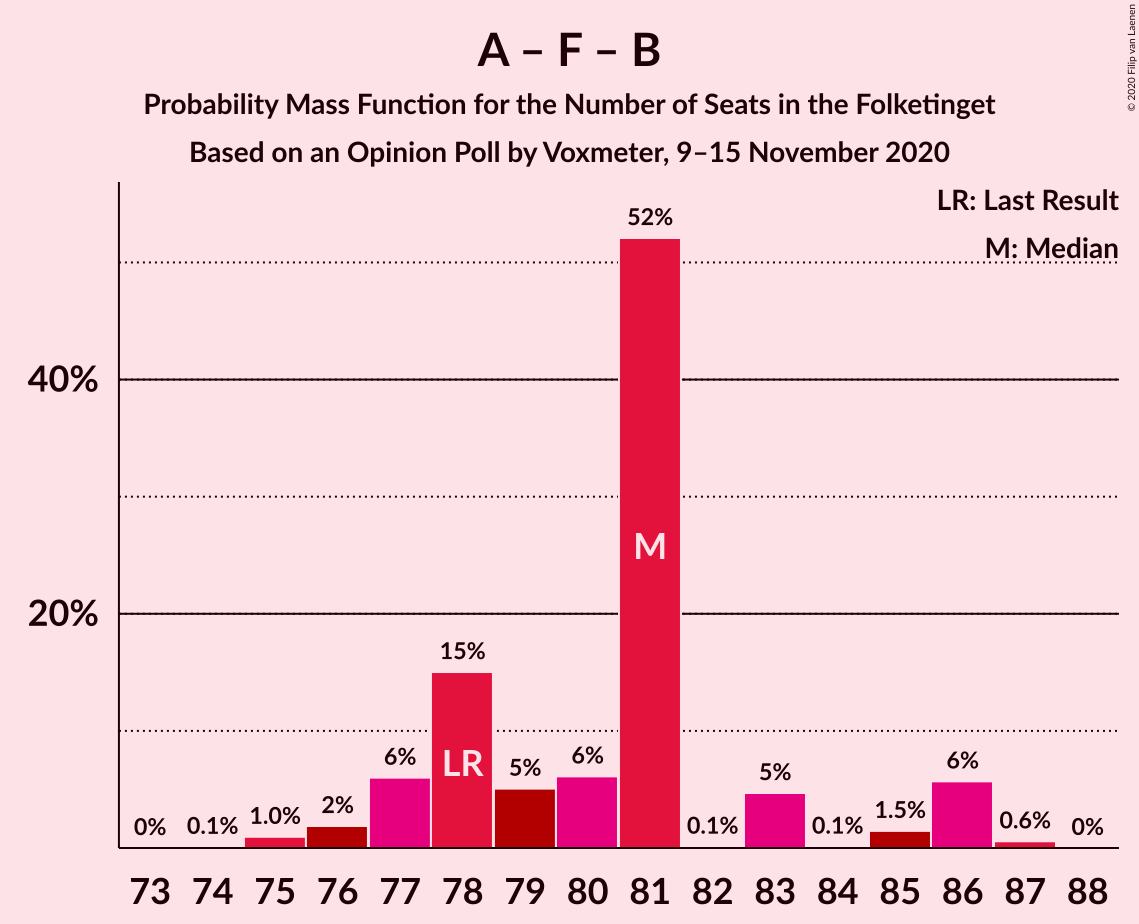 A – F – B
Probability Mass Function for the Number of Seats in the Folketinget
Based on an Opinion Poll by Voxmeter, 9–15 November 2020
© 2020 Filip van Laenen
LR: Last Result
M: Median
40%
20%
0%
0.1%
1.0%
2%
6%
15%
5%
6%
52%
0.1%
5%
0.1%
1.5%
6%
0.6%
0%
LR
M
73 74 75 76 77 78 79 80 81 82 83 84 85 86 87 88